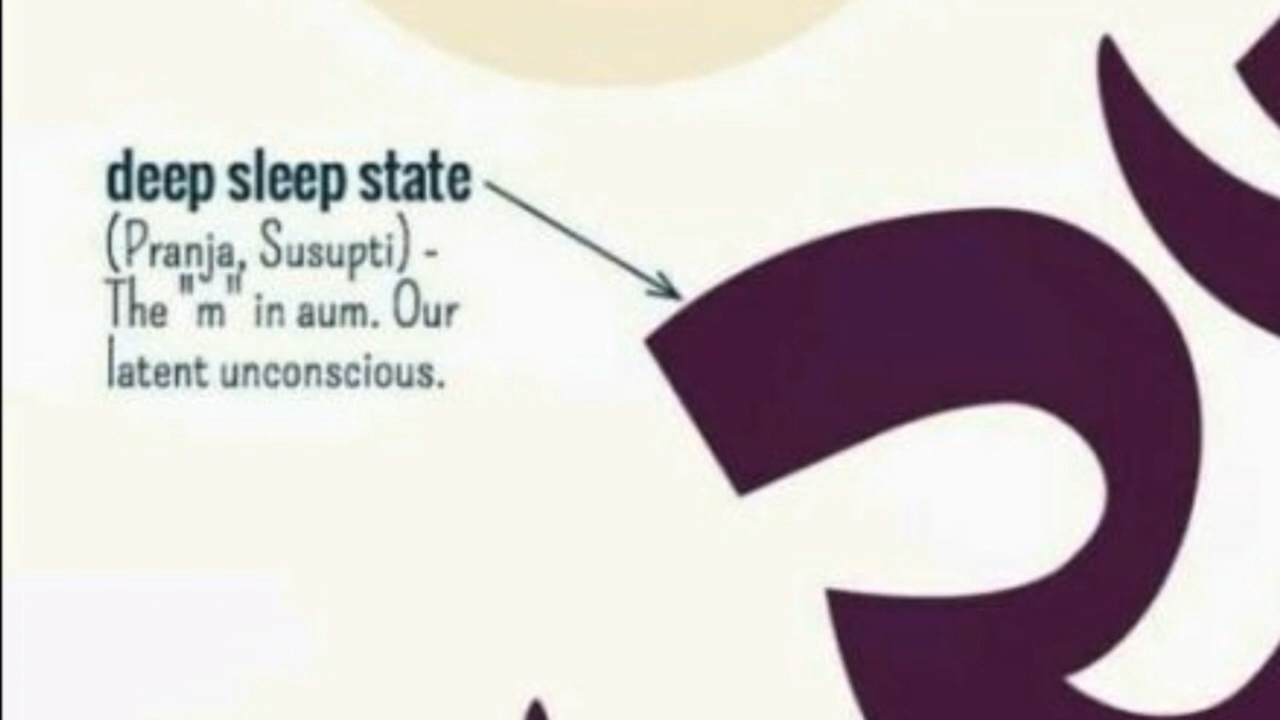 deep sleep state
(Pranja, Susupti) -
The "m" in aum. Our
latent unconscious.